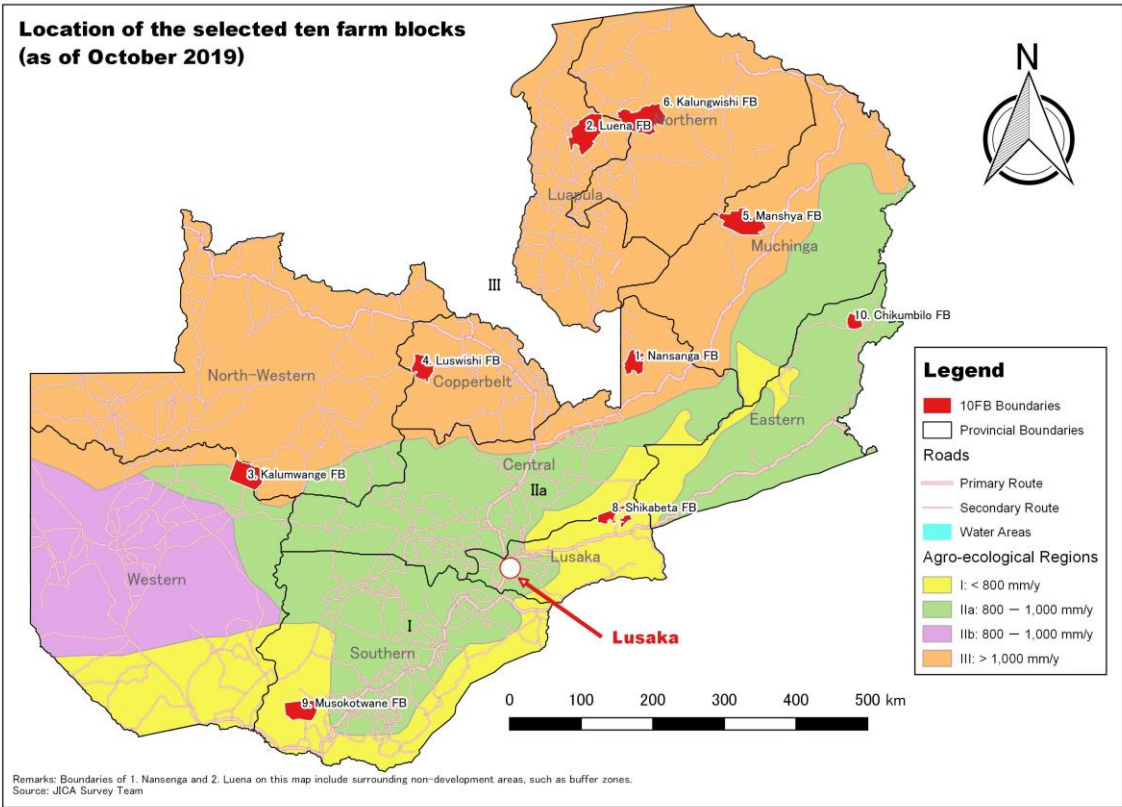 Location of the selected ten farm blocks
(as of October 2019)
N
6. Kalungwishi FB
2. Luena FB
Northern
Luapula
5. Manshya FB
Muchinga
III
10. Chikumbilo FB
1. Nansanga FB
4. Luswishi FB
North-Western
Copperbelt
Eastern
Central
3. Kalumwange FB
IIa
8. Shikabeta FB
Lusaka
Western
I
Lusaka
Southern
9. Musokotwane FB
Legend
10FB Boundaries
Provincial Boundaries
Roads
Primary Route
Secondary Route
Water Areas
Agro-ecological Regions
I: < 800 mm/y
IIa: 800 – 1,000 mm/y
IIb: 800 – 1,000 mm/y
III: > 1,000 mm/y
0 100 200 300 400 500 km
Remarks: Boundaries of 1. Nansenga and 2. Luena on this map include surrounding non-development areas, such as buffer zones.
Source: JICA Survey Team